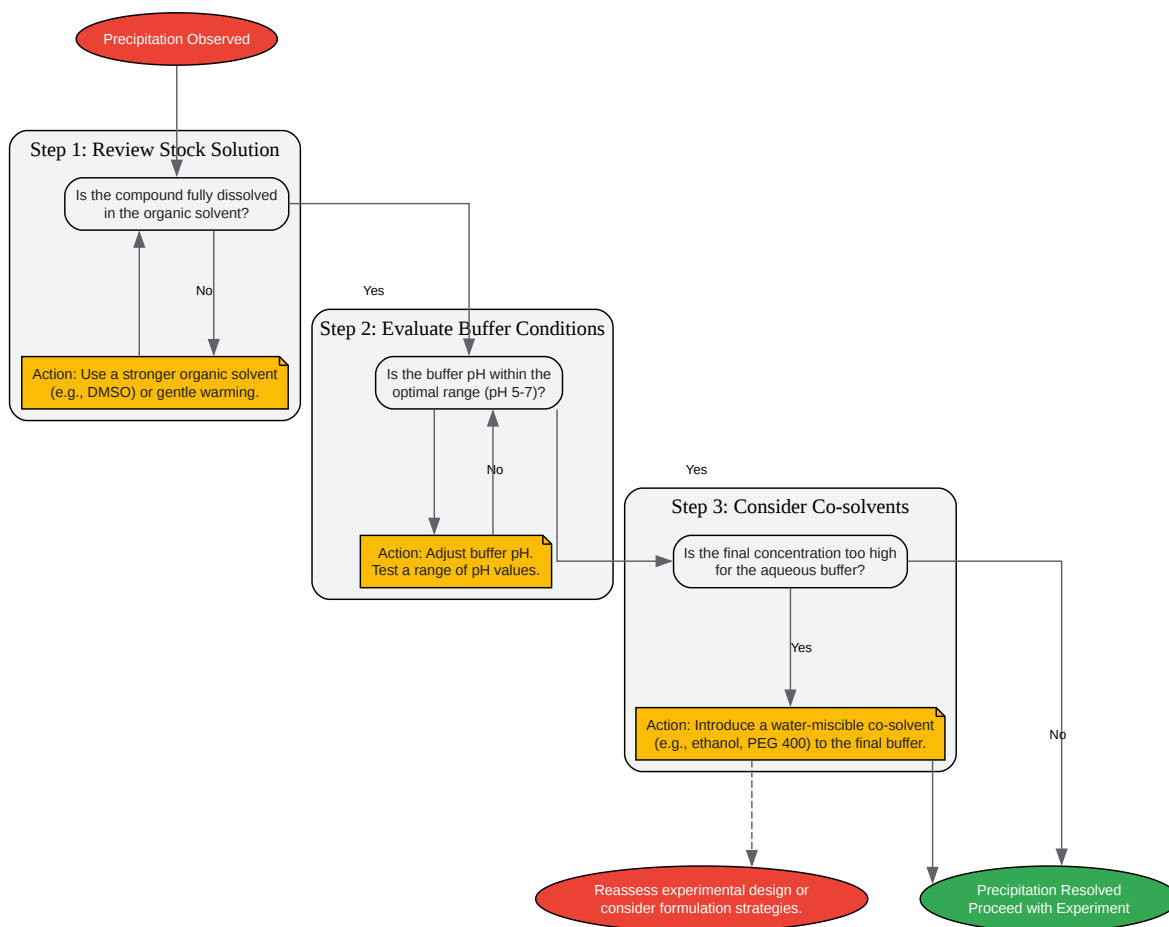 Precipitation Observed
Step 1: Review Stock Solution
Is the compound fully dissolved
in the organic solvent?
No
Yes
Action: Use a stronger organic solvent
(e.g., DMSO) or gentle warming.
Step 2: Evaluate Buffer Conditions
Is the buffer pH within the
optimal range (pH 5-7)?
No
Yes
Action: Adjust buffer pH.
Test a range of pH values.
Step 3: Consider Co-solvents
Is the final concentration too high
for the aqueous buffer?
Yes
No
Action: Introduce a water-miscible co-solvent
(e.g., ethanol, PEG 400) to the final buffer.
Reassess experimental design or
consider formulation strategies.
Precipitation Resolved
Proceed with Experiment